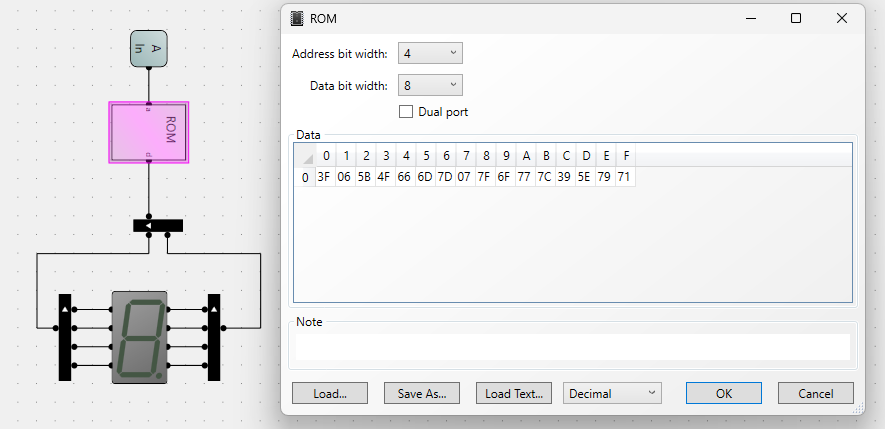 A
In
a
ROM
d
ROM
Address bit width: 4
Data bit width: 8
Dual port
Data
0 1 2 3 4 5 6 7 8 9 A B C D E F
0 3F 06 5B 4F 66 6D 7D 07 7F 6F 77 7C 39 5E 79 71
Note
Load... Save As... Load Text... Decimal OK Cancel